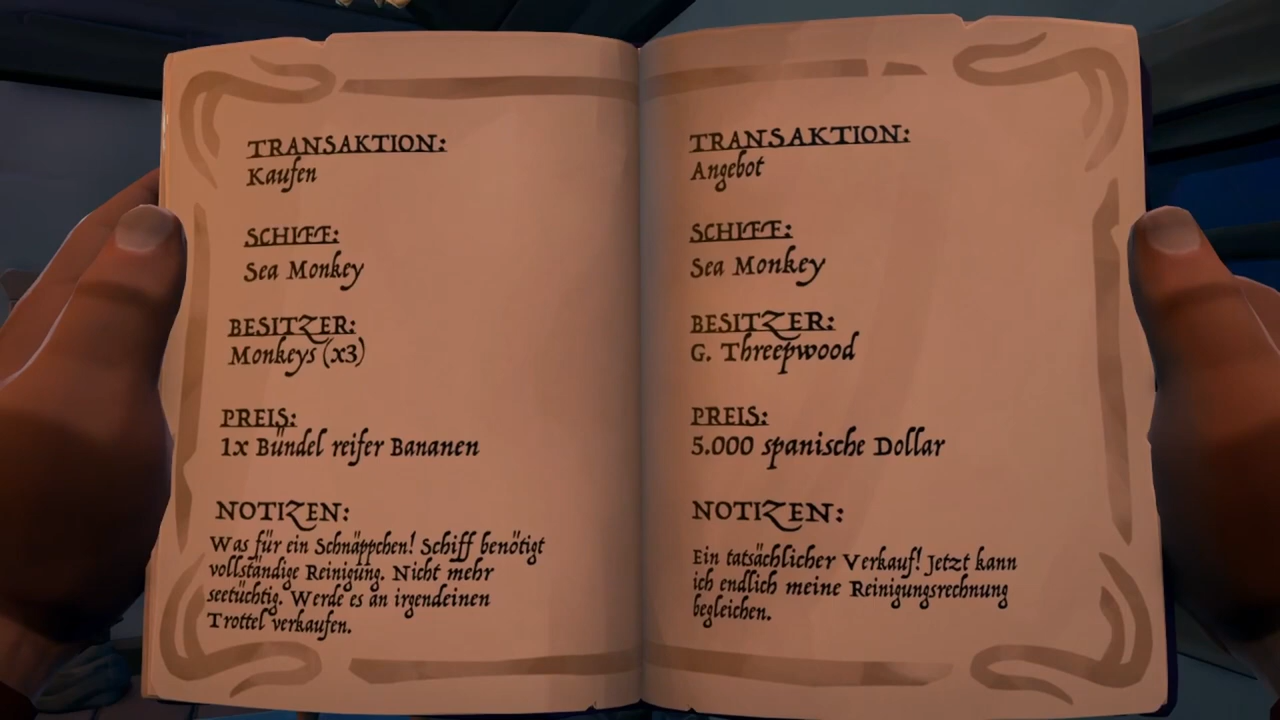 TRANSAKTION:
Kaufen
SCHIFF:
Sea Monkey
BESITZER:
Monkeys (x3)
PREIS:
1x Bündel reifer Bananen
NOTIZEN:
Was für ein Schnäppchen! Schiff benötigt
vollständige Reinigung. Nicht mehr
seetüchtig. Werde es an irgendeinen
Trottel verkaufen.
TRANSAKTION:
Angebot
SCHIFF:
Sea Monkey
BESITZER:
G. Threepwood
PREIS:
5.000 spanische Dollar
NOTIZEN:
Ein tatsächlicher Verkauf! Jetzt kann
ich endlich meine Reinigungsrechnung
begleichen.